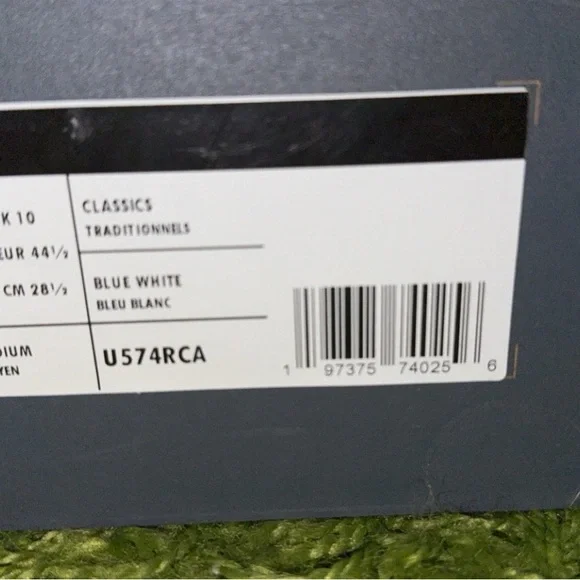 K 10
EUR 44½
CM 28½
DIUM
YEN
CLASSICS
TRADITIONNELS
BLUE WHITE
BLEU BLANC
U574RCA
1 97375 74025 6